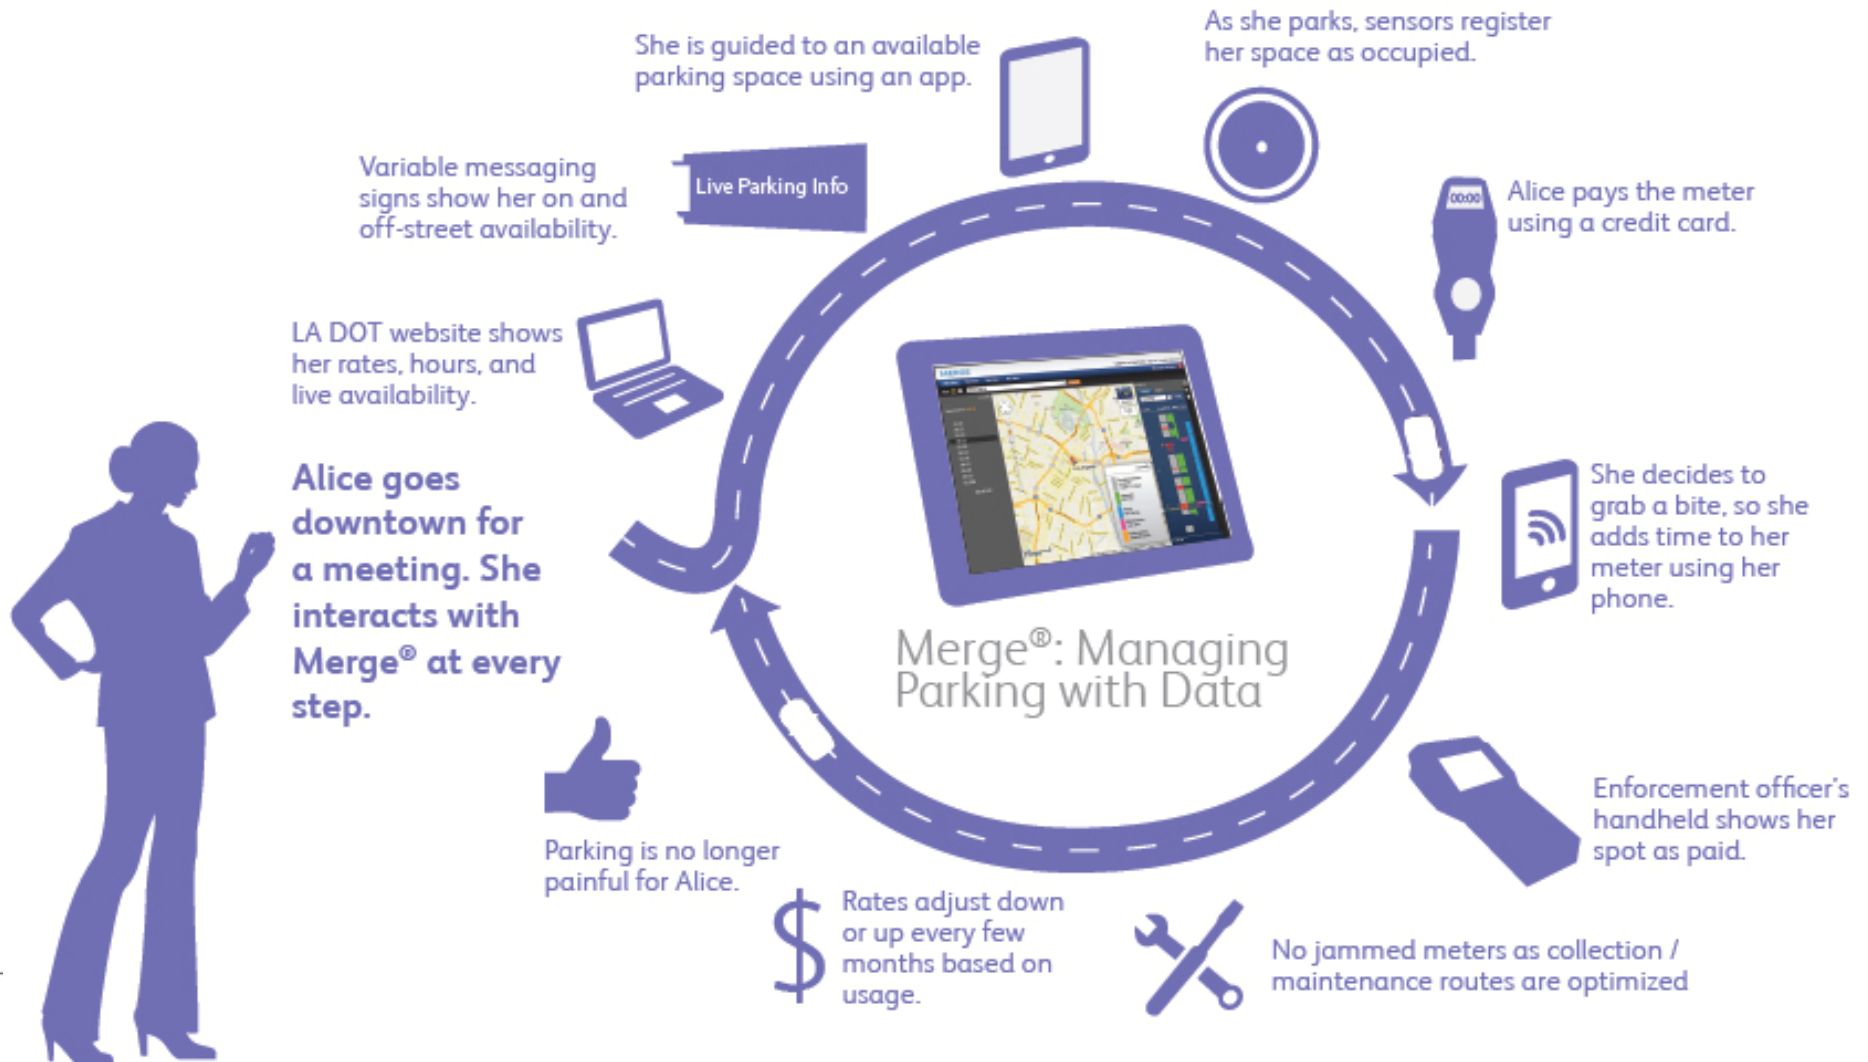 She is guided to an available
parking space using an app.
As she parks, sensors register
her space as occupied.
Variable messaging
signs show her on and
off-street availability.
Live Parking Info
00:00
Alice pays the meter
using a credit card.
LA DOT website shows
her rates, hours, and
live availability.
MERGE
Alice goes
downtown for
a meeting. She
interacts with
Merge® at every
step.
She decides to
grab a bite, so she
adds time to her
meter using her
phone.
Merge®: Managing
Parking with Data
Enforcement officer's
handheld shows her
spot as paid.
Parking is no longer
painful for Alice.
Rates adjust down
or up every few
months based on
usage.
No jammed meters as collection /
maintenance routes are optimized